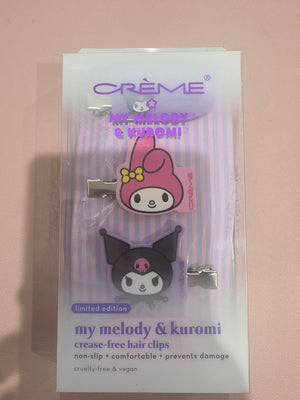 CRÈME®
MY MELODY
& KUROMI
CRÈME
limited edition
my melody & kuromi
crease-free hair clips
non-slip • comfortable • prevents damage
cruelty-free & vegan